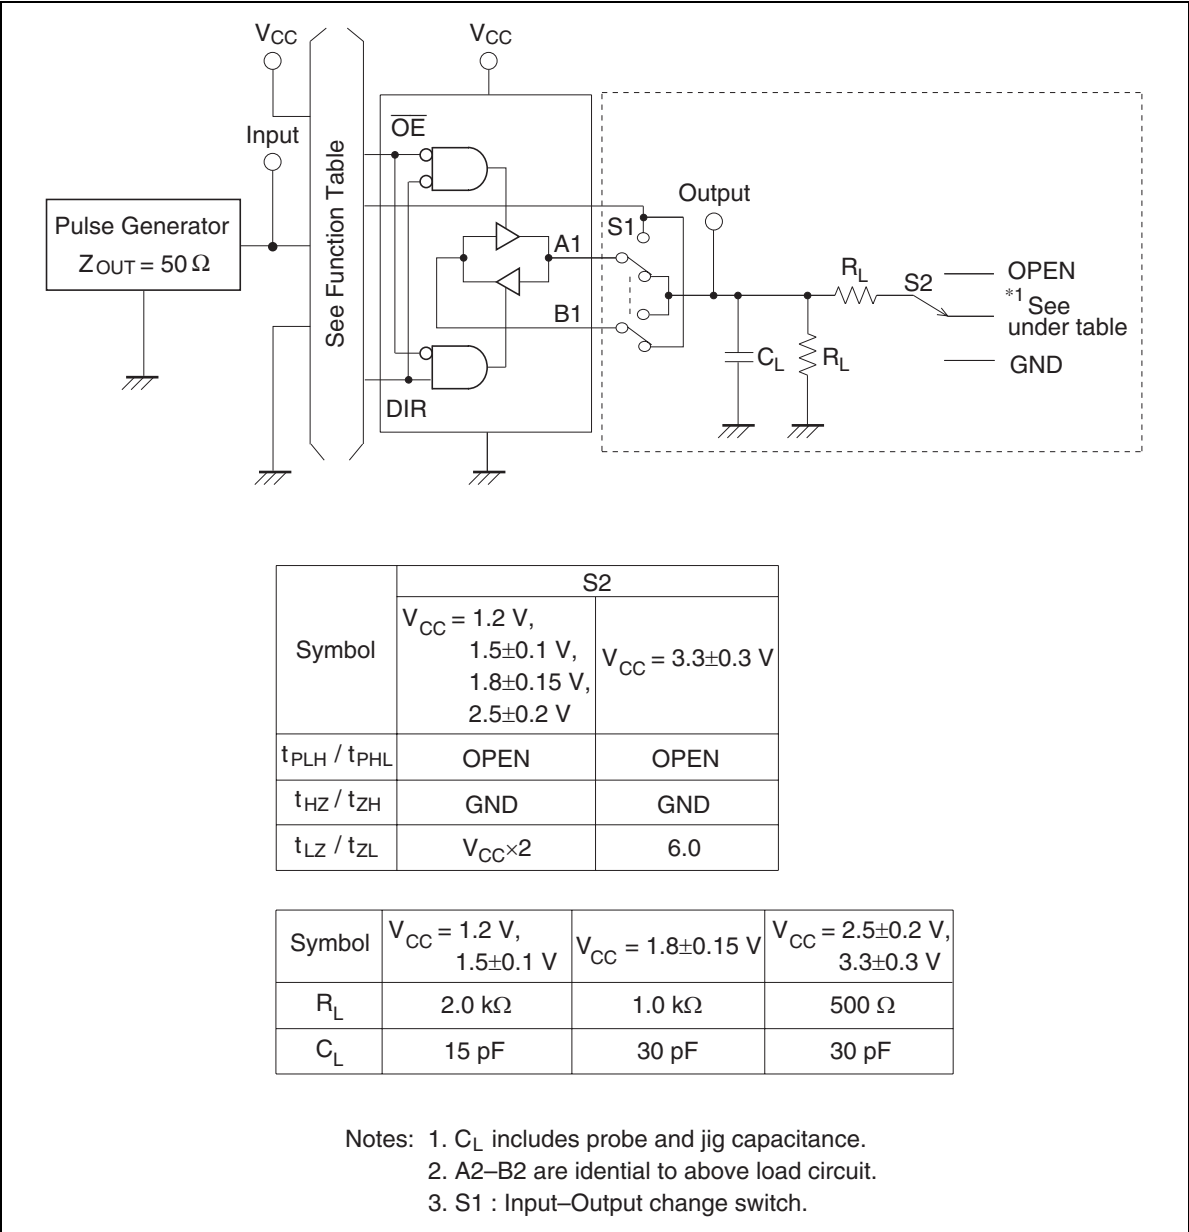 VCC
VCC
OE
Input
See Function Table
Pulse Generator
ZOUT = 50 Ω
Output
S1
A1
B1
DIR
RL
S2
OPEN
*1 See
under table
GND
CL
RL
Symbol
S2
VCC = 1.2 V,
1.5±0.1 V,
1.8±0.15 V,
2.5±0.2 V
VCC = 3.3±0.3 V
tPLH / tPHL OPEN OPEN
tHZ / tZH GND GND
tLZ / tZL VCC×2 6.0
Symbol
VCC = 1.2 V,
1.5±0.1 V
VCC = 1.8±0.15 V
VCC = 2.5±0.2 V,
3.3±0.3 V
RL 2.0 kΩ 1.0 kΩ 500 Ω
CL 15 pF 30 pF 30 pF
Notes: 1. CL includes probe and jig capacitance.
2. A2–B2 are idential to above load circuit.
3. S1 : Input–Output change switch.